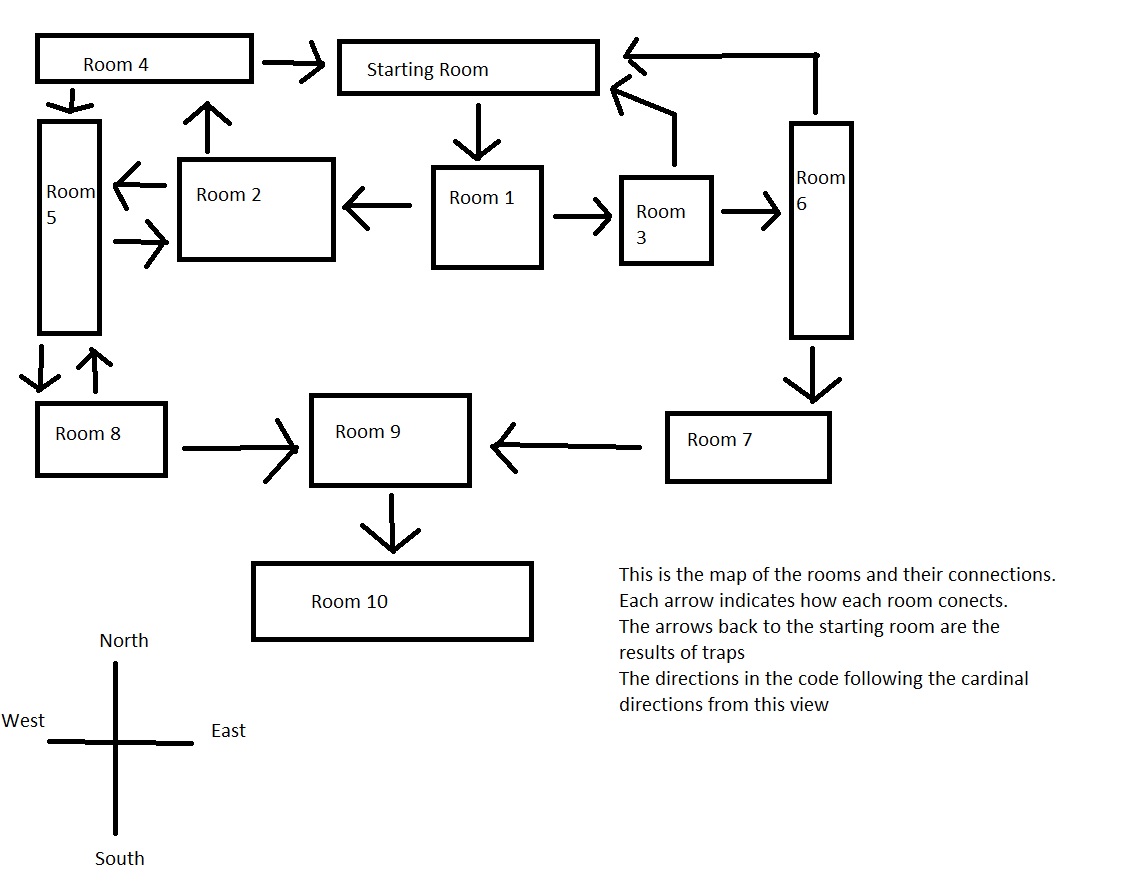 Room 4
Starting Room
Room
5
Room 2
Room 1
Room
3
Room
6
Room 8
Room 9
Room 7
Room 10
This is the map of the rooms and their connections.
Each arrow indicates how each room conects.
The arrows back to the starting room are the
results of traps
The directions in the code following the cardinal
directions from this view
North
West
East
South